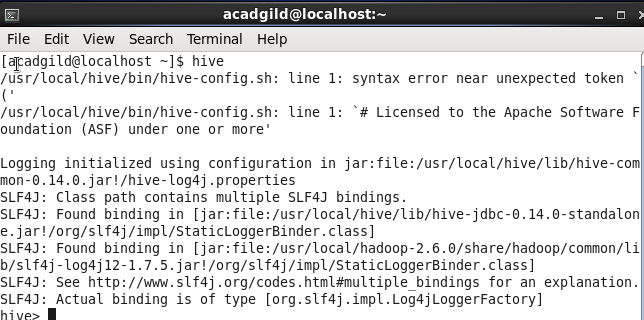 acadgild@localhost:~
File Edit View Search Terminal Help
[acadgild@localhost ~]$ hive
/usr/local/hive/bin/hive-config.sh: line 1: syntax error near unexpected token `
('
/usr/local/hive/bin/hive-config.sh: line 1: `# Licensed to the Apache Software F
oundation (ASF) under one or more'
Logging initialized using configuration in jar:file:/usr/local/hive/lib/hive-com
mon-0.14.0.jar!/hive-log4j.properties
SLF4J: Class path contains multiple SLF4J bindings.
SLF4J: Found binding in [jar:file:/usr/local/hive/lib/hive-jdbc-0.14.0-standalon
e.jar!/org/slf4j/impl/StaticLoggerBinder.class]
SLF4J: Found binding in [jar:file:/usr/local/hadoop-2.6.0/share/hadoop/common/li
b/slf4j-log4j12-1.7.5.jar!/org/slf4j/impl/StaticLoggerBinder.class]
SLF4J: See http://www.slf4j.org/codes.html#multiple_bindings for an explanation.
SLF4J: Actual binding is of type [org.slf4j.impl.Log4jLoggerFactory]
hive>